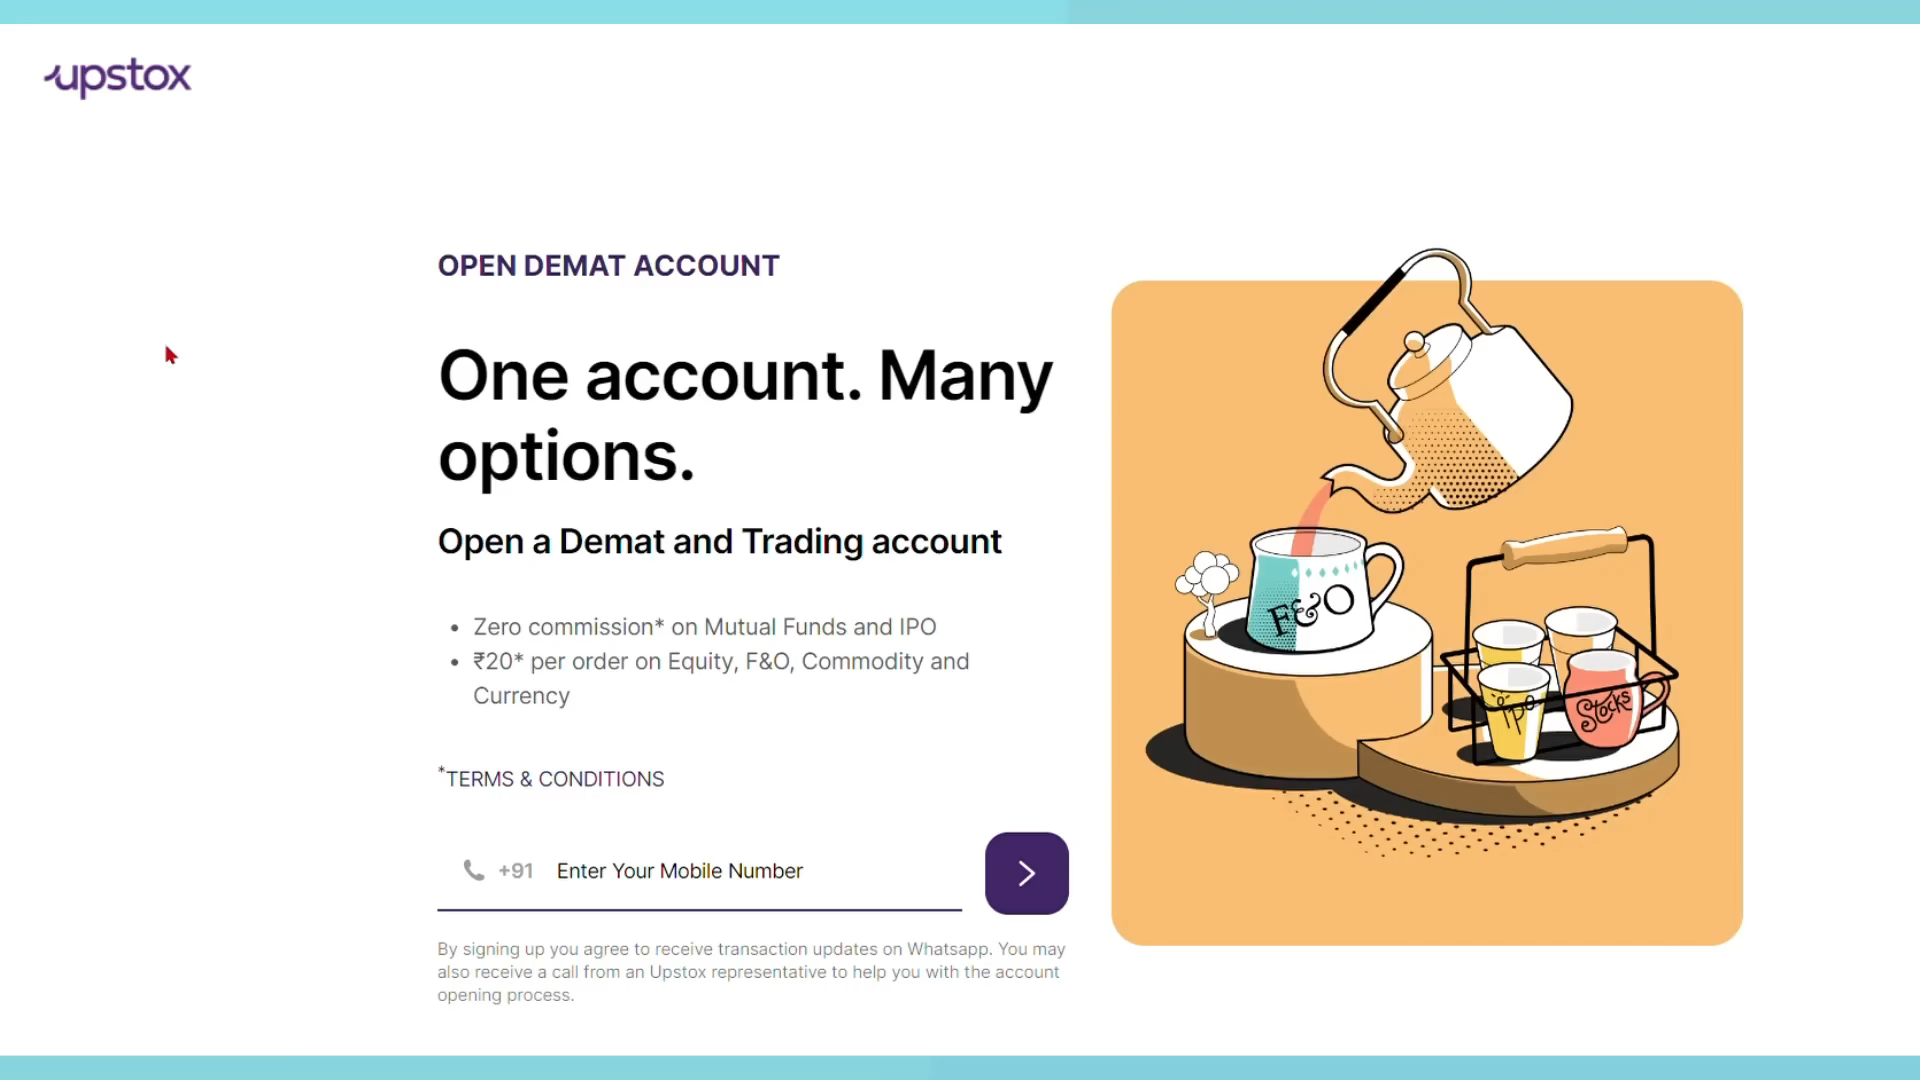 upstox
OPEN DEMAT ACCOUNT
One account. Many
options.
Open a Demat and Trading account
• Zero commission* on Mutual Funds and IPO
• ₹20* per order on Equity, F&O, Commodity and
Currency
*TERMS & CONDITIONS
+91 Enter Your Mobile Number
By signing up you agree to receive transaction updates on Whatsapp. You may
also receive a call from an Upstox representative to help you with the account
opening process.
F&O
ipo
Stocks